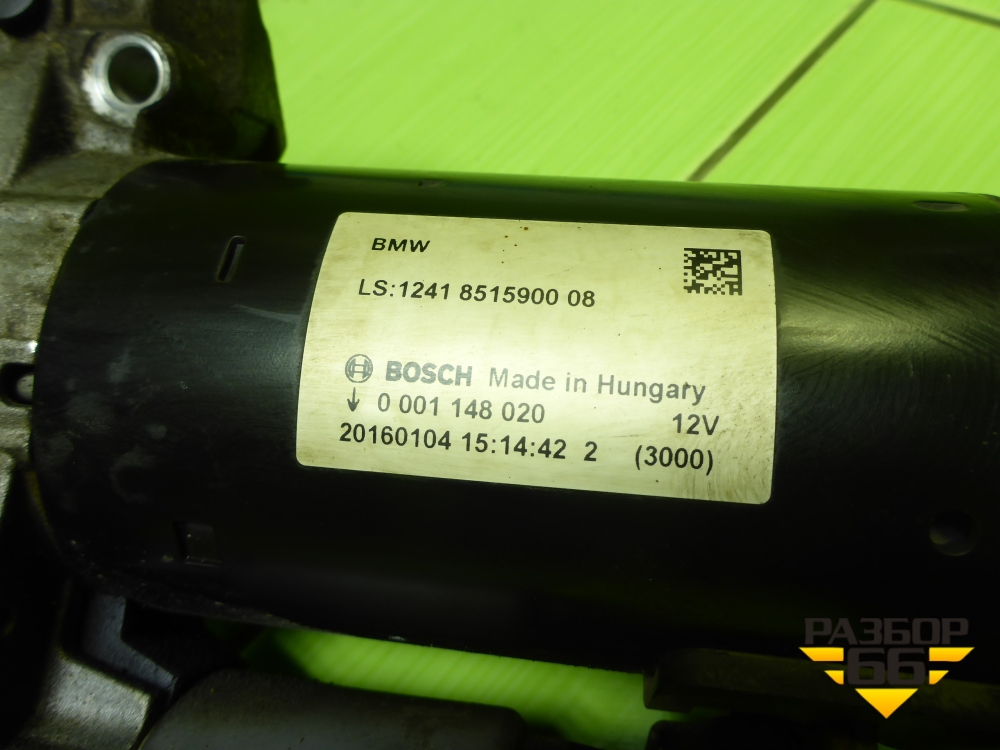 BMW
LS:1241 8515900 08
BOSCH Made in Hungary
0 001 148 020 12V
20160104 15:14:42 2 (3000)
РАЗБОР
66